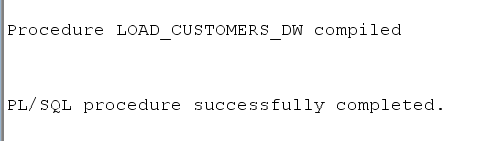 Procedure LOAD_CUSTOMERS_DW compiled
PL/SQL procedure successfully completed.